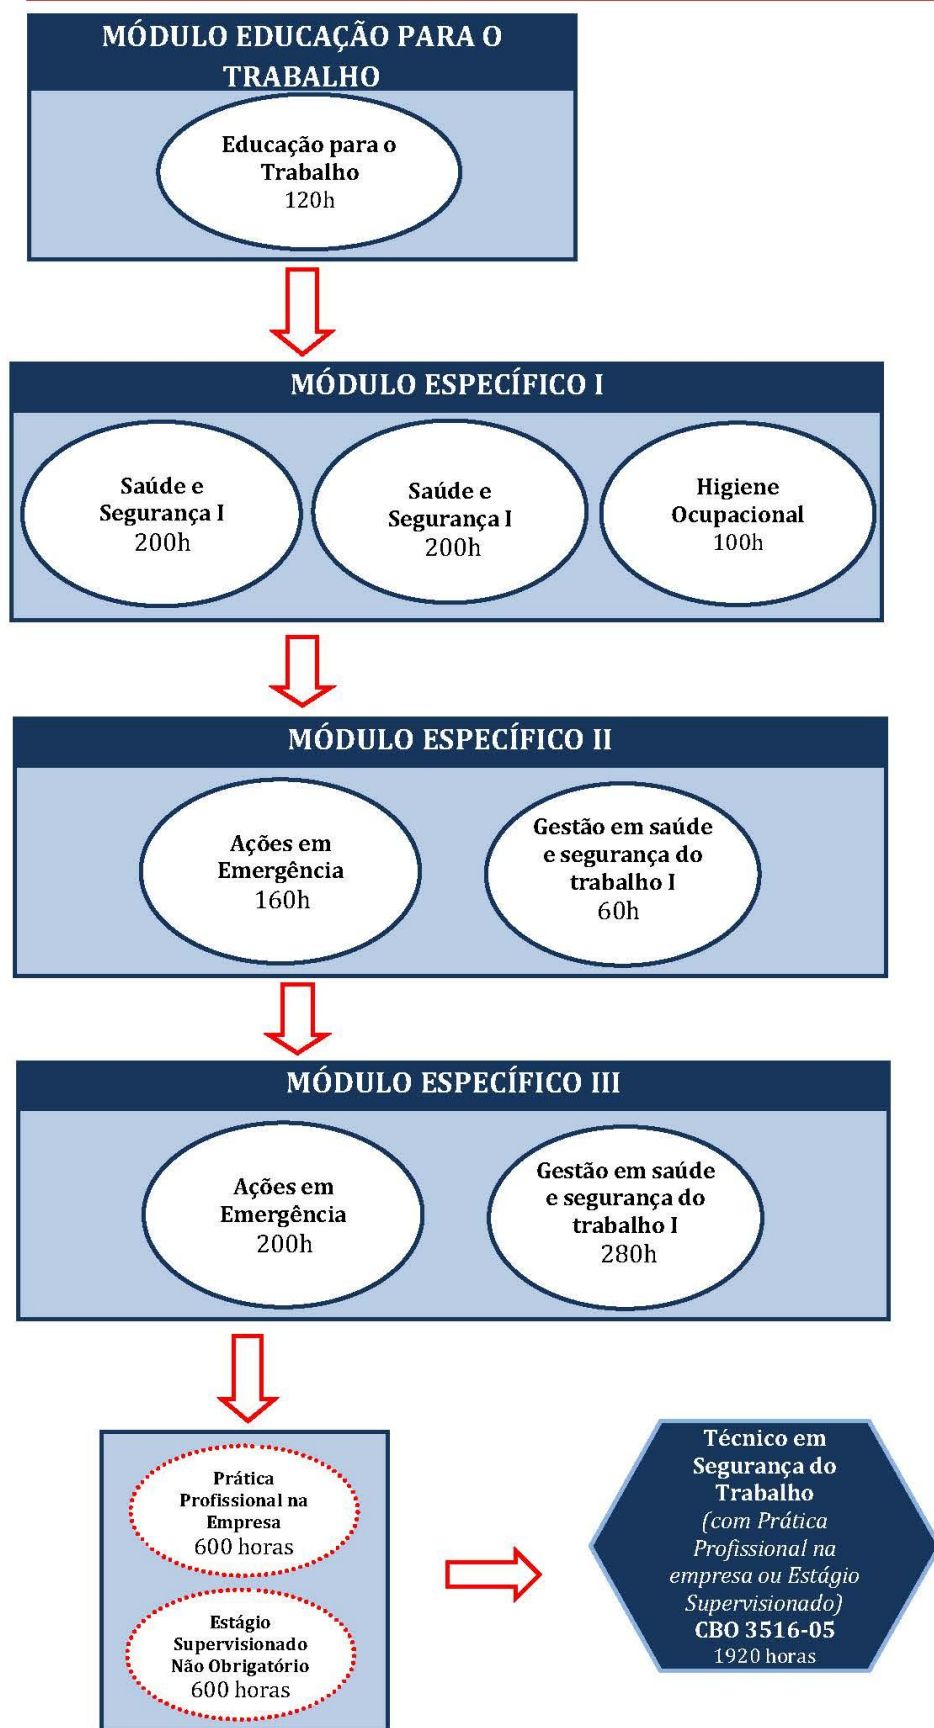 MÓDULO EDUCAÇÃO PARA O
TRABALHO
Educação para o
Trabalho
120h
MÓDULO ESPECÍFICO I
Saúde e
Segurança I
200h
Saúde e
Segurança I
200h
Higiene
Ocupacional
100h
MÓDULO ESPECÍFICO II
Ações em
Emergência
160h
Gestão em saúde
e segurança do
trabalho I
60h
MÓDULO ESPECÍFICO III
Ações em
Emergência
200h
Gestão em saúde
e segurança do
trabalho I
280h
Prática
Profissional na
Empresa
600 horas
Estágio
Supervisionado
Não Obrigatório
600 horas
Técnico em
Segurança do
Trabalho
(com Prática
Profissional na
empresa ou Estágio
Supervisionado)
CBO 3516-05
1920 horas